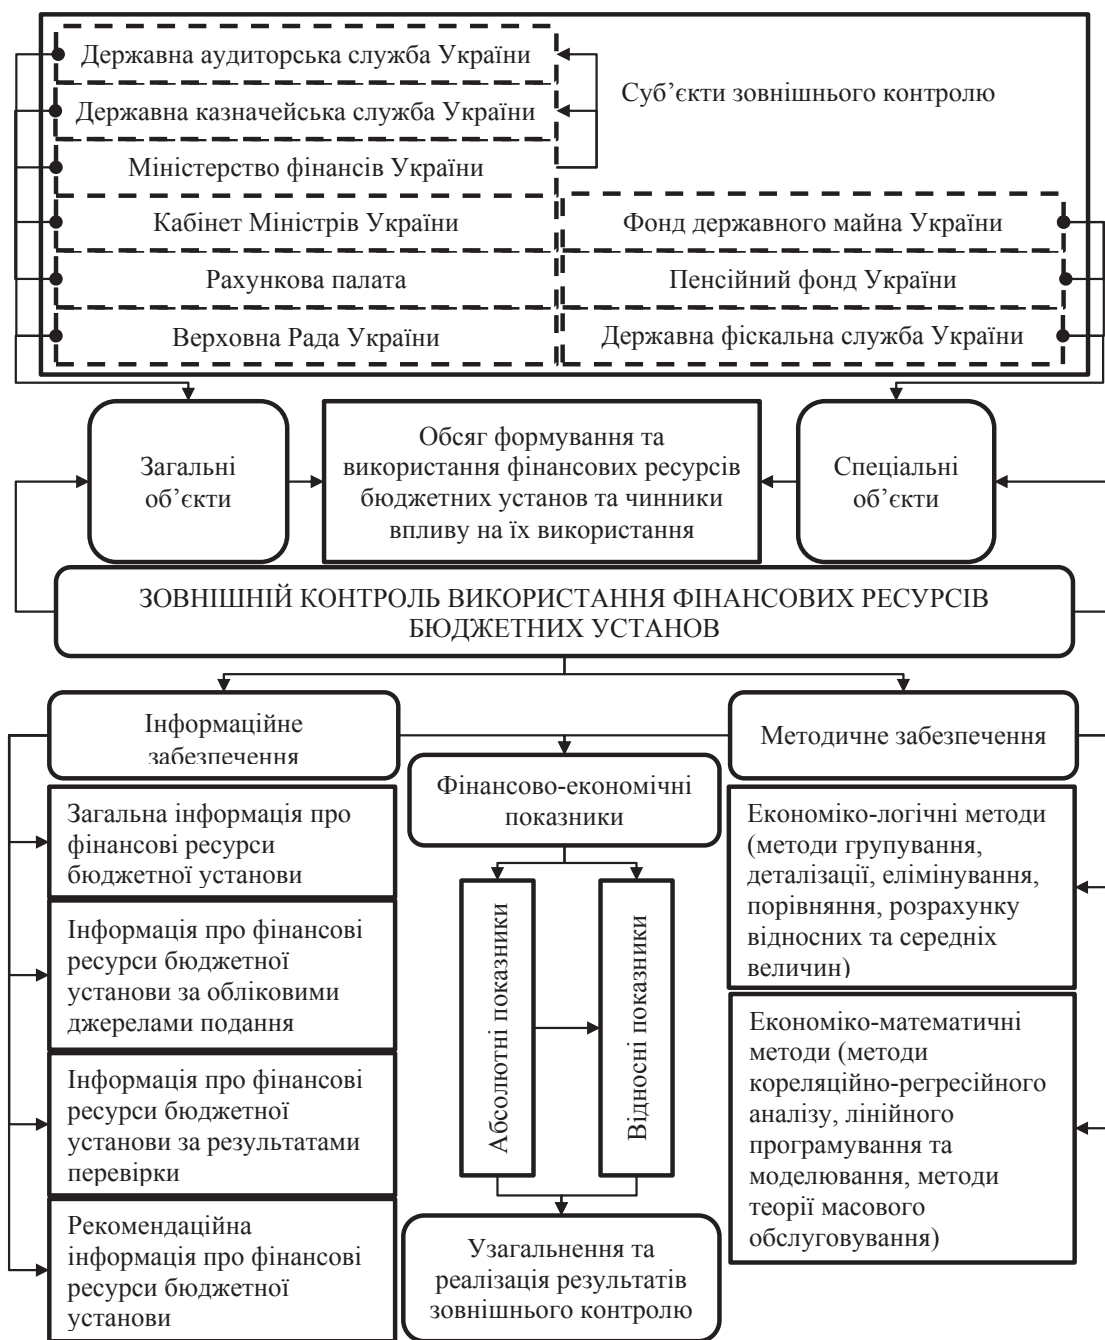 Державна аудиторська служба України
Державна казначейська служба України
Міністерство фінансів України
Кабінет Міністрів України
Рахункова палата
Верховна Рада України
Суб’єкти зовнішнього контролю
Фонд державного майна України
Пенсійний фонд України
Державна фіскальна служба України
Загальні
об’єкти
Обсяг формування та
використання фінансових ресурсів
бюджетних установ та чинники
впливу на їх використання
Спеціальні
об’єкти
ЗОВНІШНІЙ КОНТРОЛЬ ВИКОРИСТАННЯ ФІНАНСОВИХ РЕСУРСІВ
БЮДЖЕТНИХ УСТАНОВ
Інформаційне
забезпечення
Методичне забезпечення
Фінансово-економічні
показники
Загальна інформація про
фінансові ресурси
бюджетної установи
Інформація про фінансові
ресурси бюджетної
установи за обліковими
джерелами подання
Інформація про фінансові
ресурси бюджетної
установи за результатами
перевірки
Рекомендаційна
інформація про фінансові
ресурси бюджетної
установи
Абсолютні показники
Відносні показники
Узагальнення та
реалізація результатів
зовнішнього контролю
Економіко-логічні методи
(методи групування,
деталізації, елімінування,
порівняння, розрахунку
відносних та середніх
величин)
Економіко-математичні
методи (методи
кореляційно-регресійного
аналізу, лінійного
програмування та
моделювання, методи
теорії масового
обслуговування)